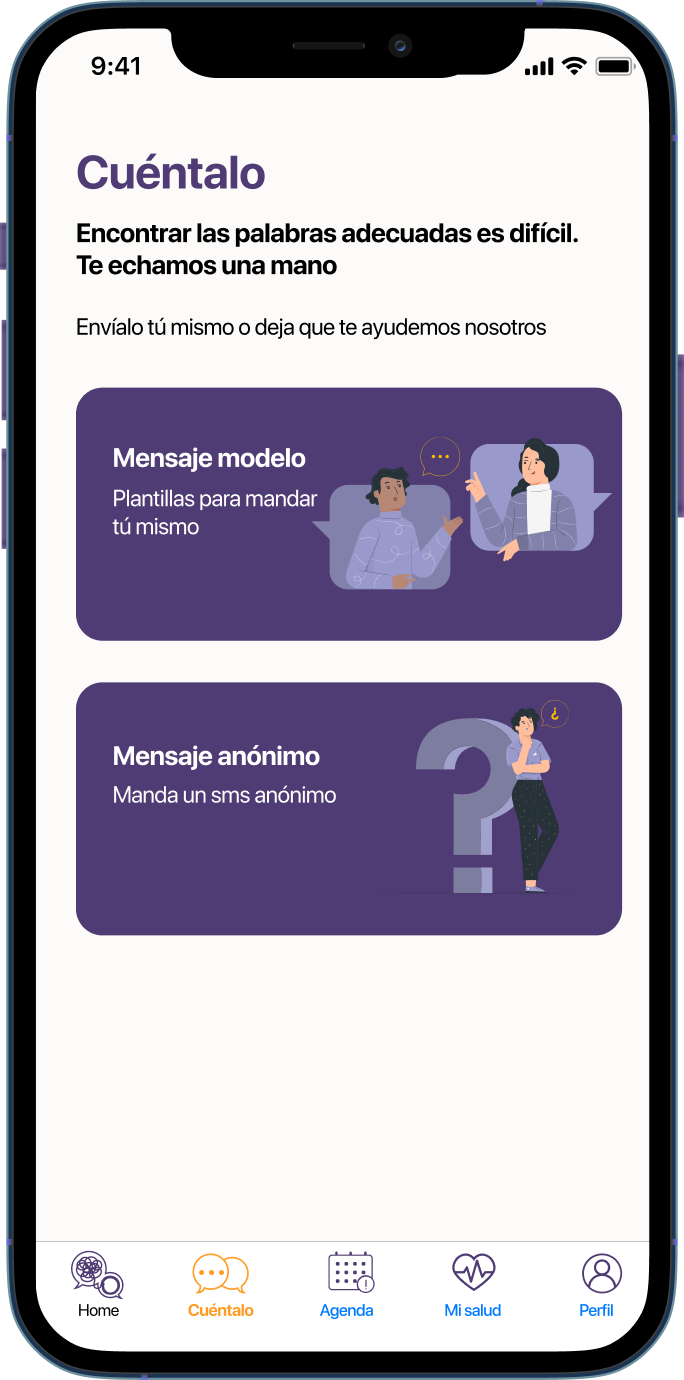 9:41
Cuéntalo
Encontrar las palabras adecuadas es difícil.
Te echamos una mano
Envíalo tú mismo o deja que te ayudemos nosotros
Mensaje modelo
Plantillas para mandar
tú mismo
Mensaje anónimo
Manda un sms anónimo
¿
?
Home
Cuéntalo
Agenda
Mi salud
Perfil